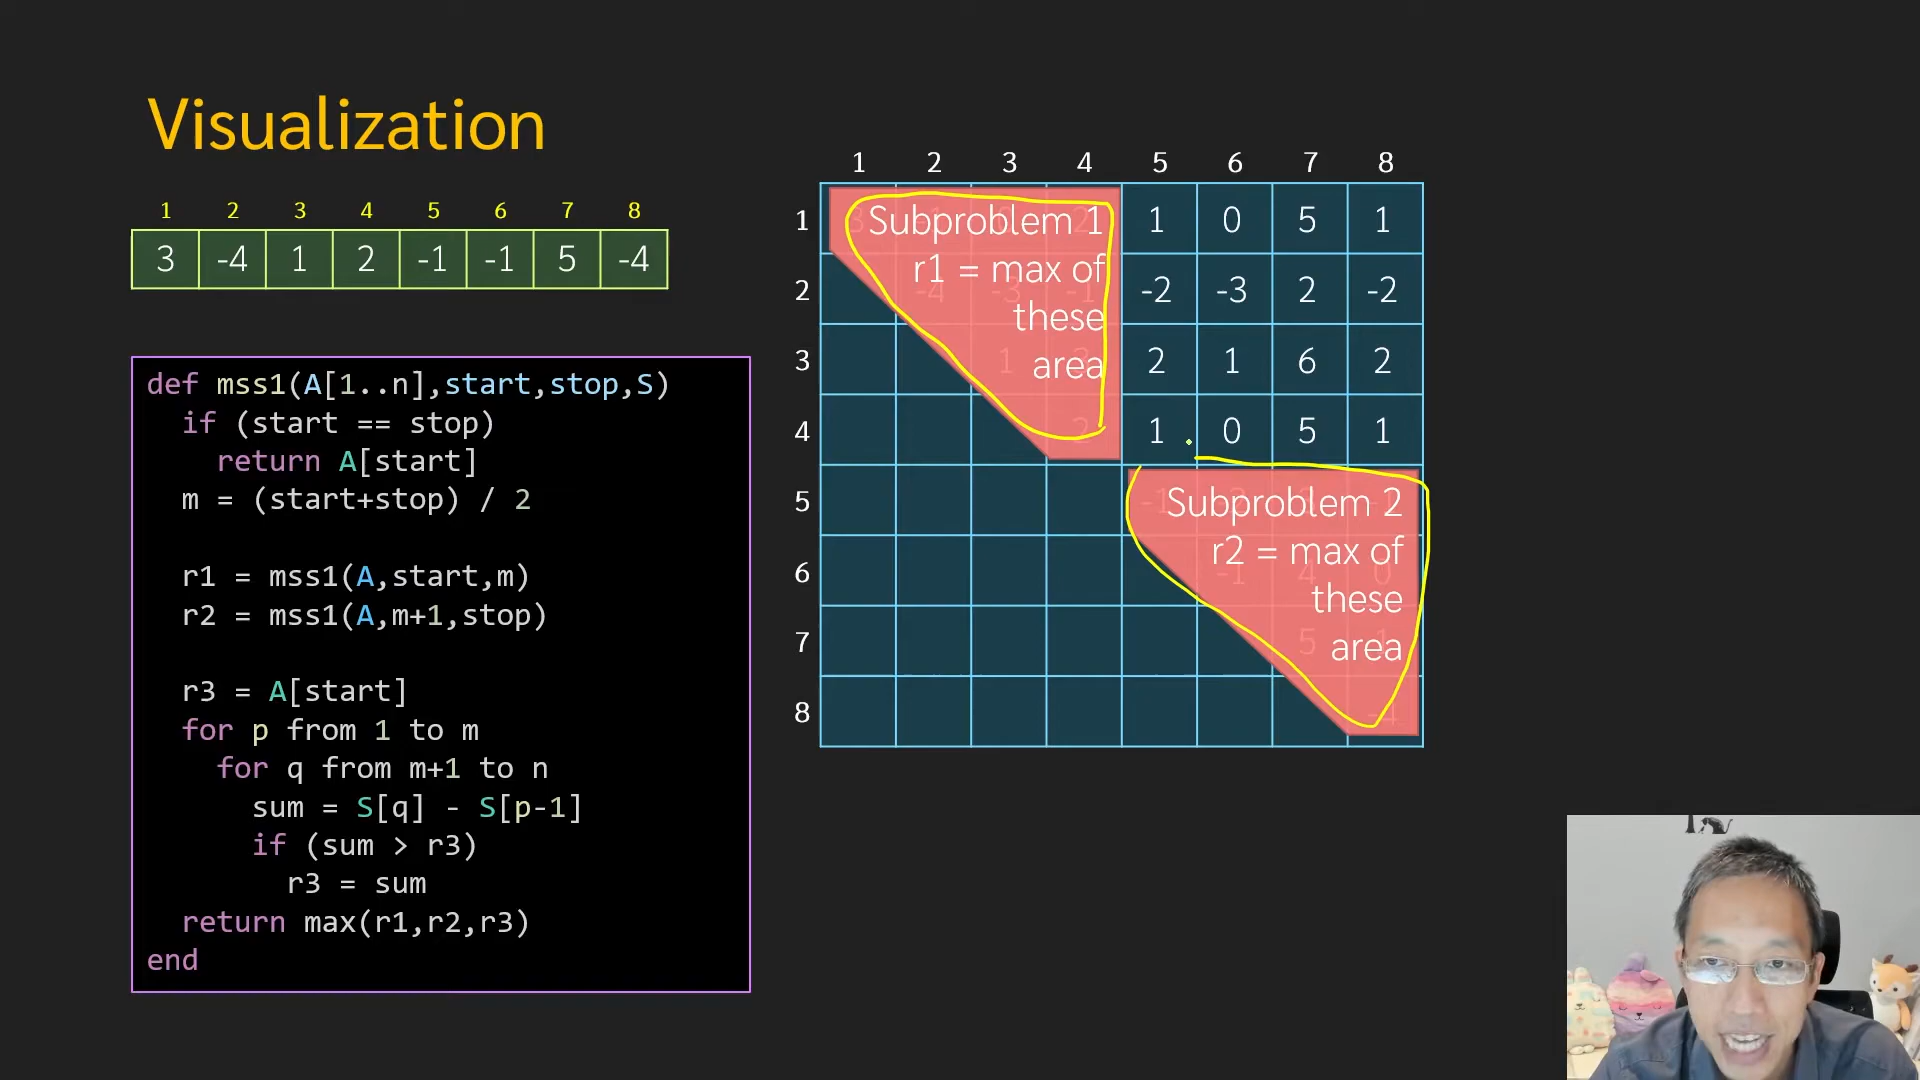 Visualization
1 2 3 4 5 6 7 8
3 -4 1 2 -1 -1 5 -4
def mss1(A[1..n],start,stop,S)
if (start == stop)
return A[start]
m = (start+stop) / 2
r1 = mss1(A,start,m)
r2 = mss1(A,m+1,stop)
r3 = A[start]
for p from 1 to m
for q from m+1 to n
sum = S[q] - S[p-1]
if (sum > r3)
r3 = sum
return max(r1,r2,r3)
end
1 2 3 4 5 6 7 8
1 Subproblem 1 1 0 5 1
r1 = max of
2 -2 -3 2 -2
these
3 area 2 1 6 2
4 1 0 5 1
5 Subproblem 2
r2 = max of
6
these
7 area
8